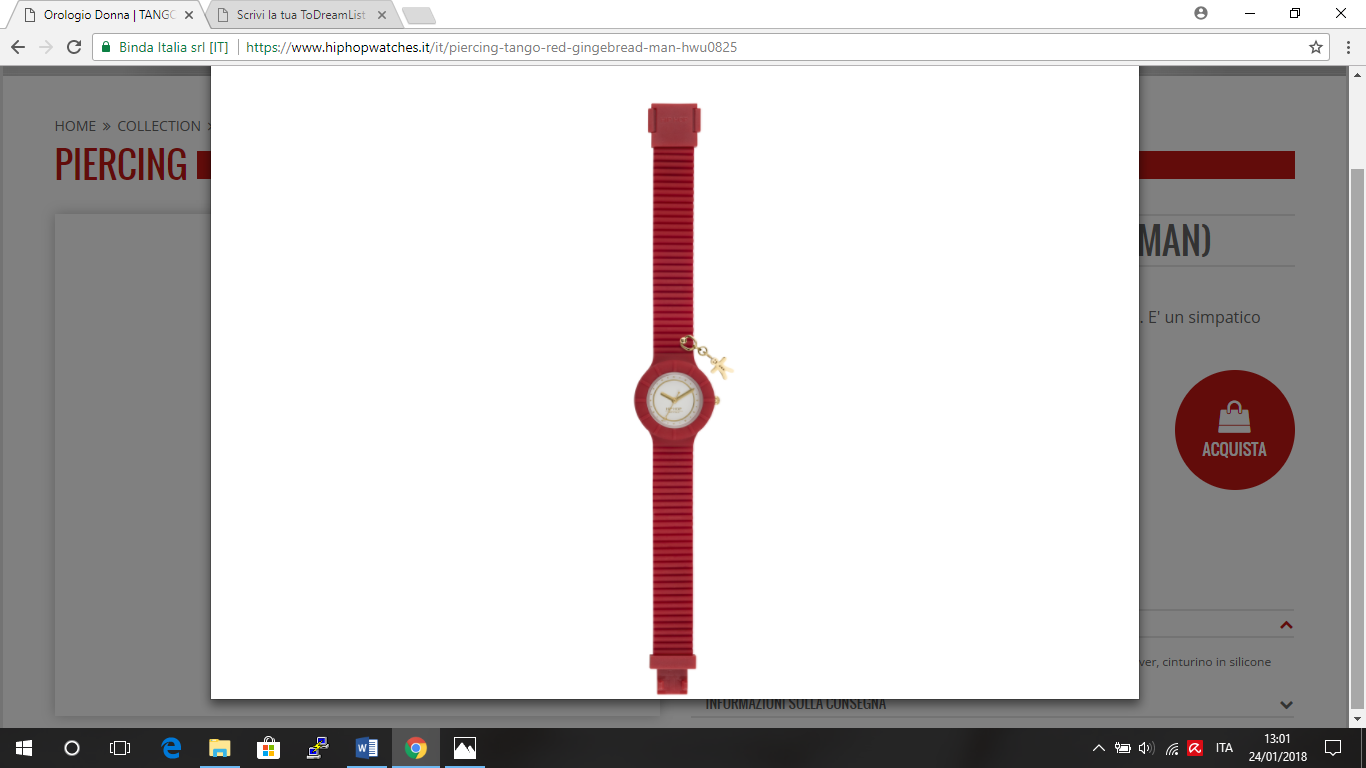 Orologio Donna | TANGO
Scrivi la tua ToDreamList
Binda Italia srl [IT]
https://www.hiphopwatches.it/it/piercing-tango-red-gingebread-man-hwu0825
HOME » COLLECTION »
PIERCING
MAN)
. E' un simpatico
ACQUISTA
ver, cinturino in silicone
INFORMAZIONI SULLA CONSEGNA
ITA
13:01
24/01/2018